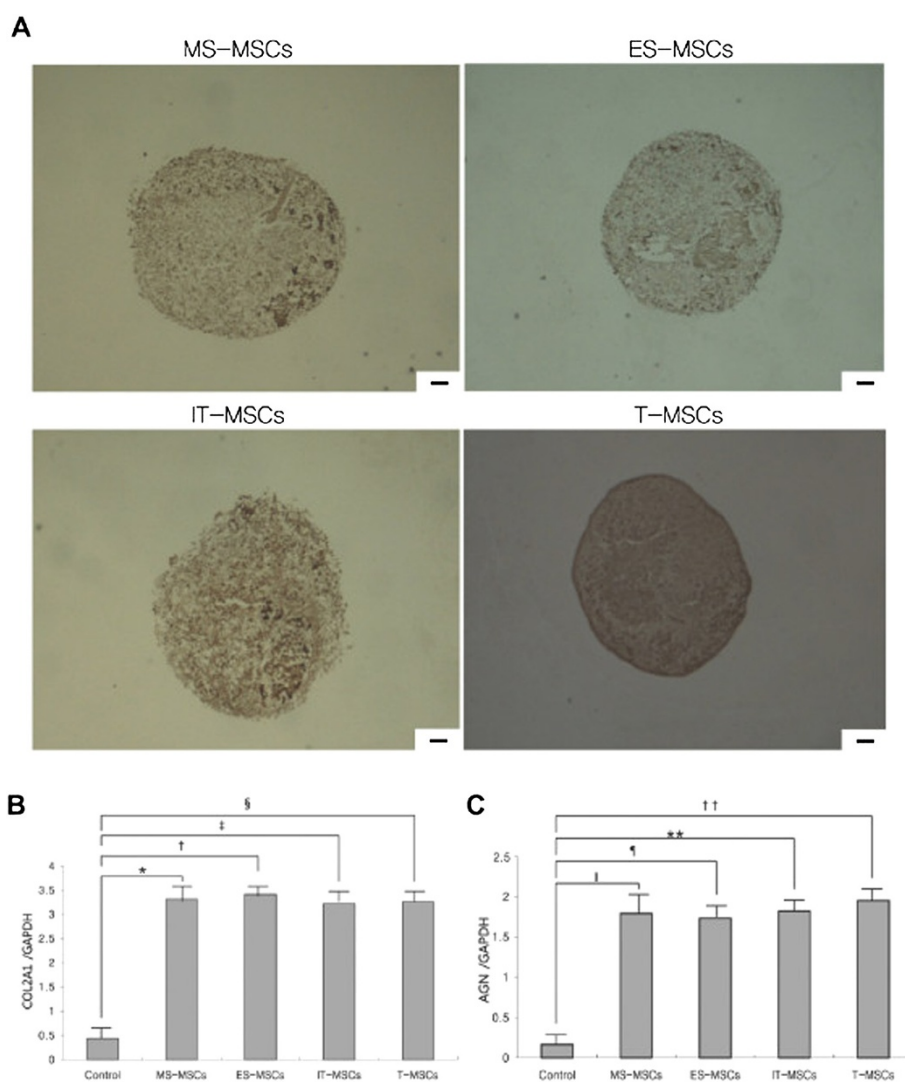 A
MS-MSCs
ES-MSCs
IT-MSCs
T-MSCs
B
§
‡
†
*
COL2A1 /GAPDH
4
3.5
3
2.5
2
1.5
1
0.5
0
Control MS-MSCs ES-MSCs IT-MSCs T-MSCs
C
††
**
¶
‖
AGN /GAPDH
2.5
2
1.5
1
0.5
0
Control MS-MSCs ES-MSCs IT-MSCs T-MSCs